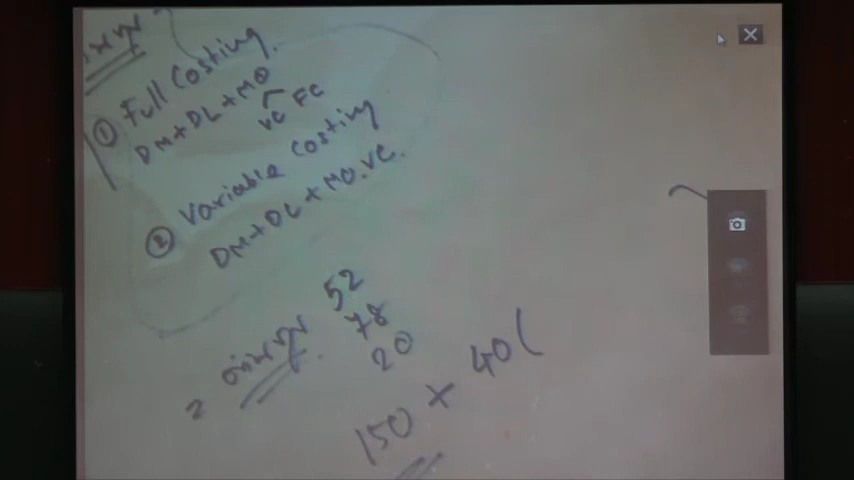 ① Full Costing.
DM+DL+MO
VC FC
② Variable Costing
DM+DL+MO.VC.
52
78
20
150 × 40(